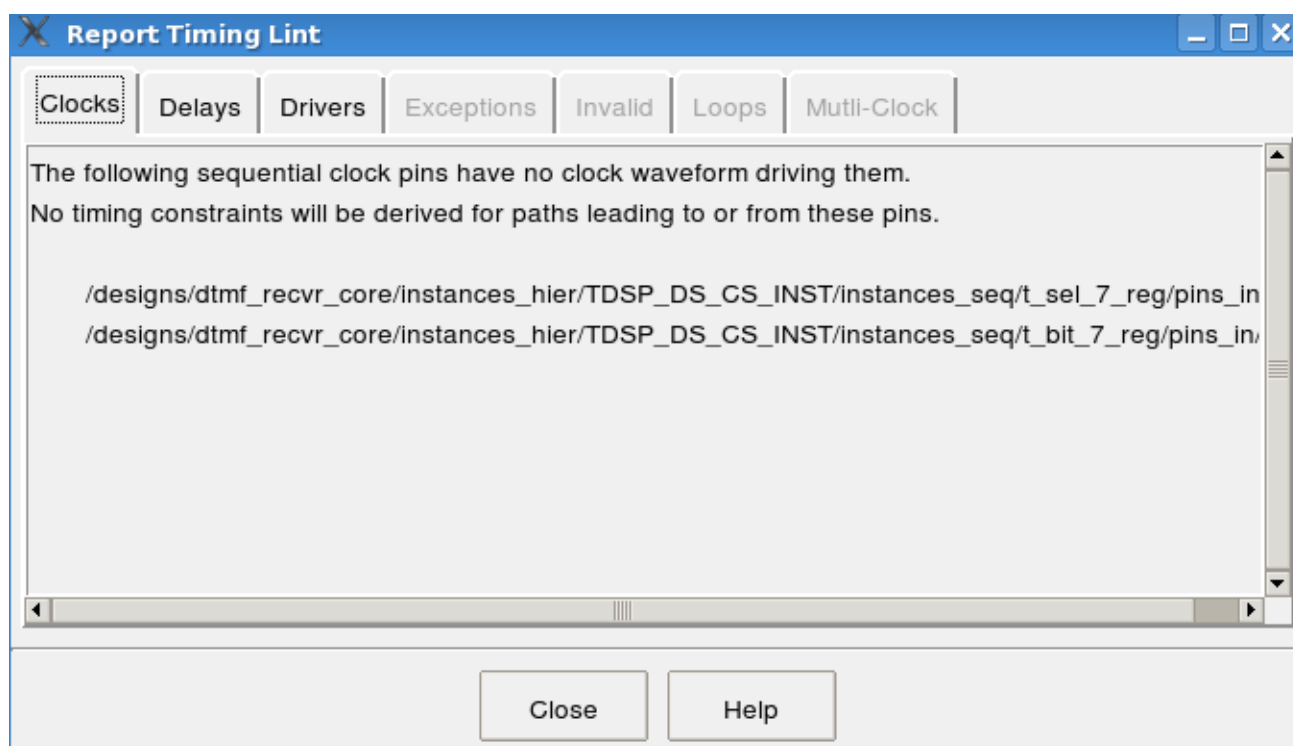 Report Timing Lint
Clocks Delays Drivers Exceptions Invalid Loops Mutli-Clock
The following sequential clock pins have no clock waveform driving them.
No timing constraints will be derived for paths leading to or from these pins.
/designs/dtmf_recvr_core/instances_hier/TDSP_DS_CS_INST/instances_seq/t_sel_7_reg/pins_in
/designs/dtmf_recvr_core/instances_hier/TDSP_DS_CS_INST/instances_seq/t_bit_7_reg/pins_in/
Close Help